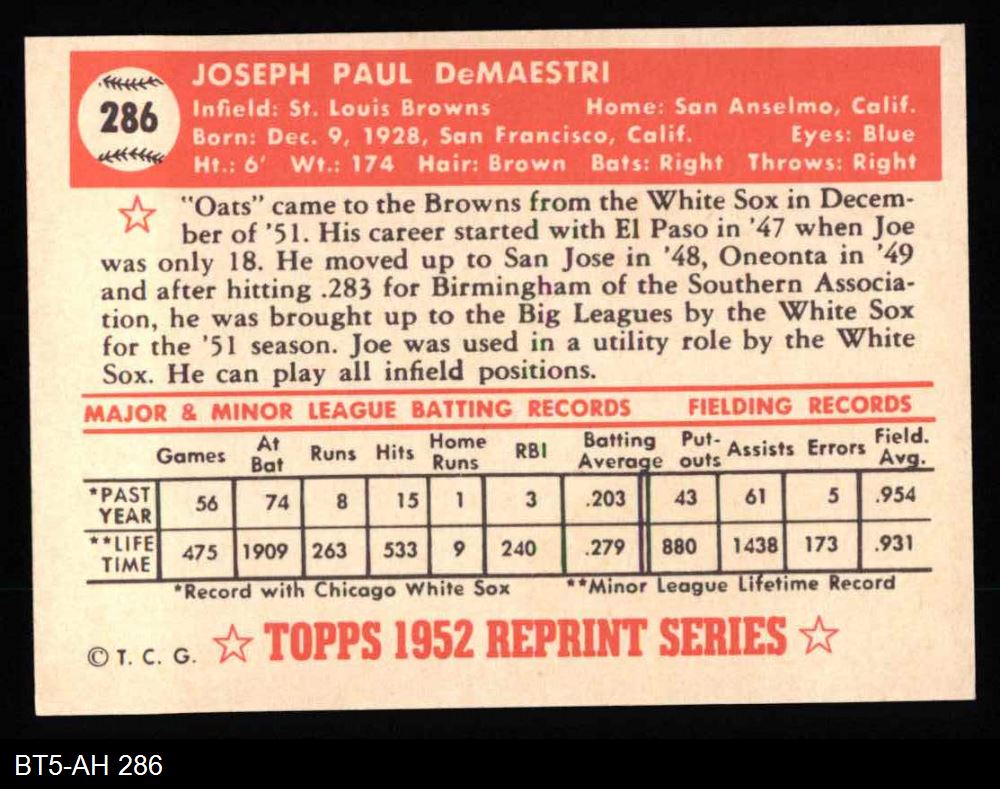 286
JOSEPH PAUL DeMAESTRI
Infield: St. Louis Browns Home: San Anselmo, Calif.
Born: Dec. 9, 1928, San Francisco, Calif. Eyes: Blue
Ht.: 6' Wt.: 174 Hair: Brown Bats: Right Throws: Right
"Oats" came to the Browns from the White Sox in Decem-
ber of '51. His career started with El Paso in '47 when Joe
was only 18. He moved up to San Jose in '48, Oneonta in '49
and after hitting .283 for Birmingham of the Southern Associa-
tion, he was brought up to the Big Leagues by the White Sox
for the '51 season. Joe was used in a utility role by the White
Sox. He can play all infield positions.
MAJOR & MINOR LEAGUE BATTING RECORDS FIELDING RECORDS
Games At Bat Runs Hits Home Runs RBI Batting Average Put-outs Assists Errors Field. Avg.
*PAST YEAR 56 74 8 15 1 3 .203 43 61 5 .954
**LIFE TIME 475 1909 263 533 9 240 .279 880 1438 173 .931
*Record with Chicago White Sox **Minor League Lifetime Record
© T. C. G. TOPPS 1952 REPRINT SERIES
BT5-AH 286